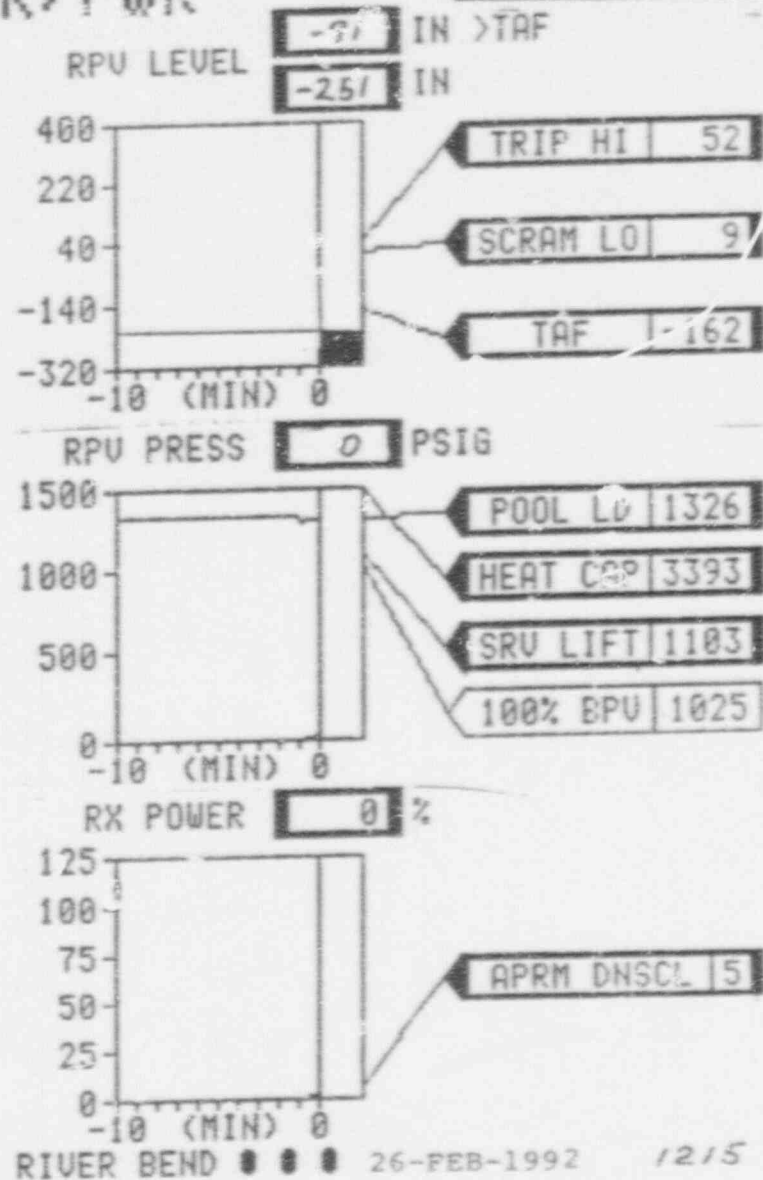 IN >TAF
RPV LEVEL
-251 IN
400
220
40
-140
-320
-10 (MIN) 0
TRIP HI 52
SCRAM LO 9
TAF -162
RPV PRESS 0 PSIG
1500
1000
500
0
-10 (MIN) 0
POOL LD 1326
HEAT CAP 3393
SRV LIFT 1103
100% BPV 1025
RX POWER 0 %
125
100
75
50
25
0
-10 (MIN) 0
APRM DNSCL 5
RIVER BEND 26-FEB-1992 1215